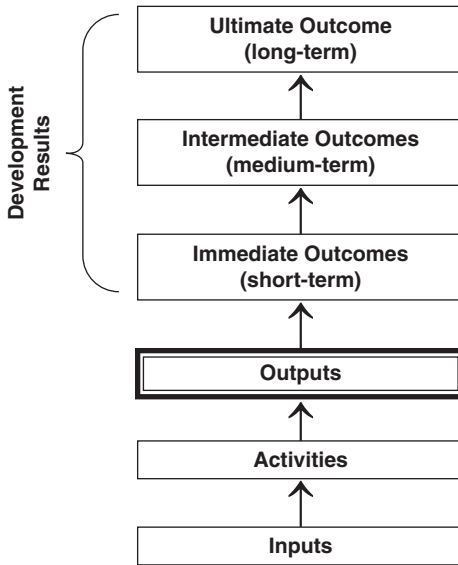 Ultimate Outcome
(long-term)
Intermediate Outcomes
(medium-term)
Immediate Outcomes
(short-term)
Development
Results
Outputs
Activities
Inputs